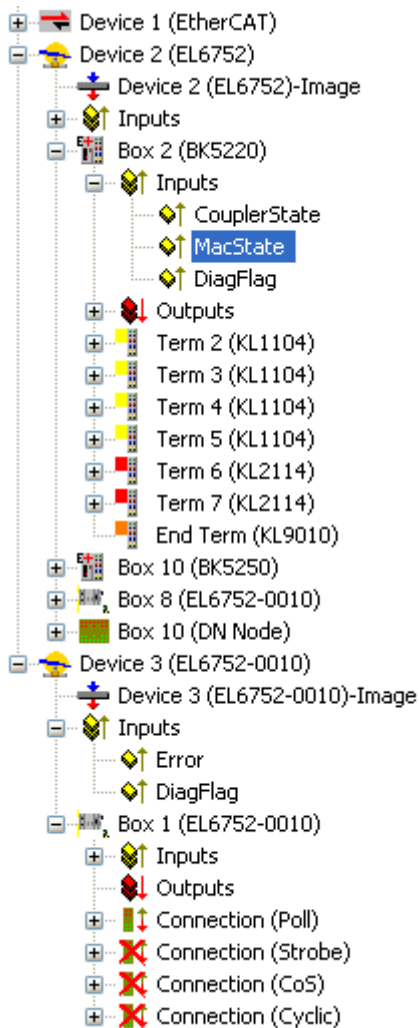 Device 1 (EtherCAT)
Device 2 (EL6752)
Device 2 (EL6752)-Image
Inputs
Box 2 (BK5220)
Inputs
CouplerState
MacState
DiagFlag
Outputs
Term 2 (KL1104)
Term 3 (KL1104)
Term 4 (KL1104)
Term 5 (KL1104)
Term 6 (KL2114)
Term 7 (KL2114)
End Term (KL9010)
Box 10 (BK5250)
Box 8 (EL6752-0010)
Box 10 (DN Node)
Device 3 (EL6752-0010)
Device 3 (EL6752-0010)-Image
Inputs
Error
DiagFlag
Box 1 (EL6752-0010)
Inputs
Outputs
Connection (Poll)
Connection (Strobe)
Connection (CoS)
Connection (Cyclic)